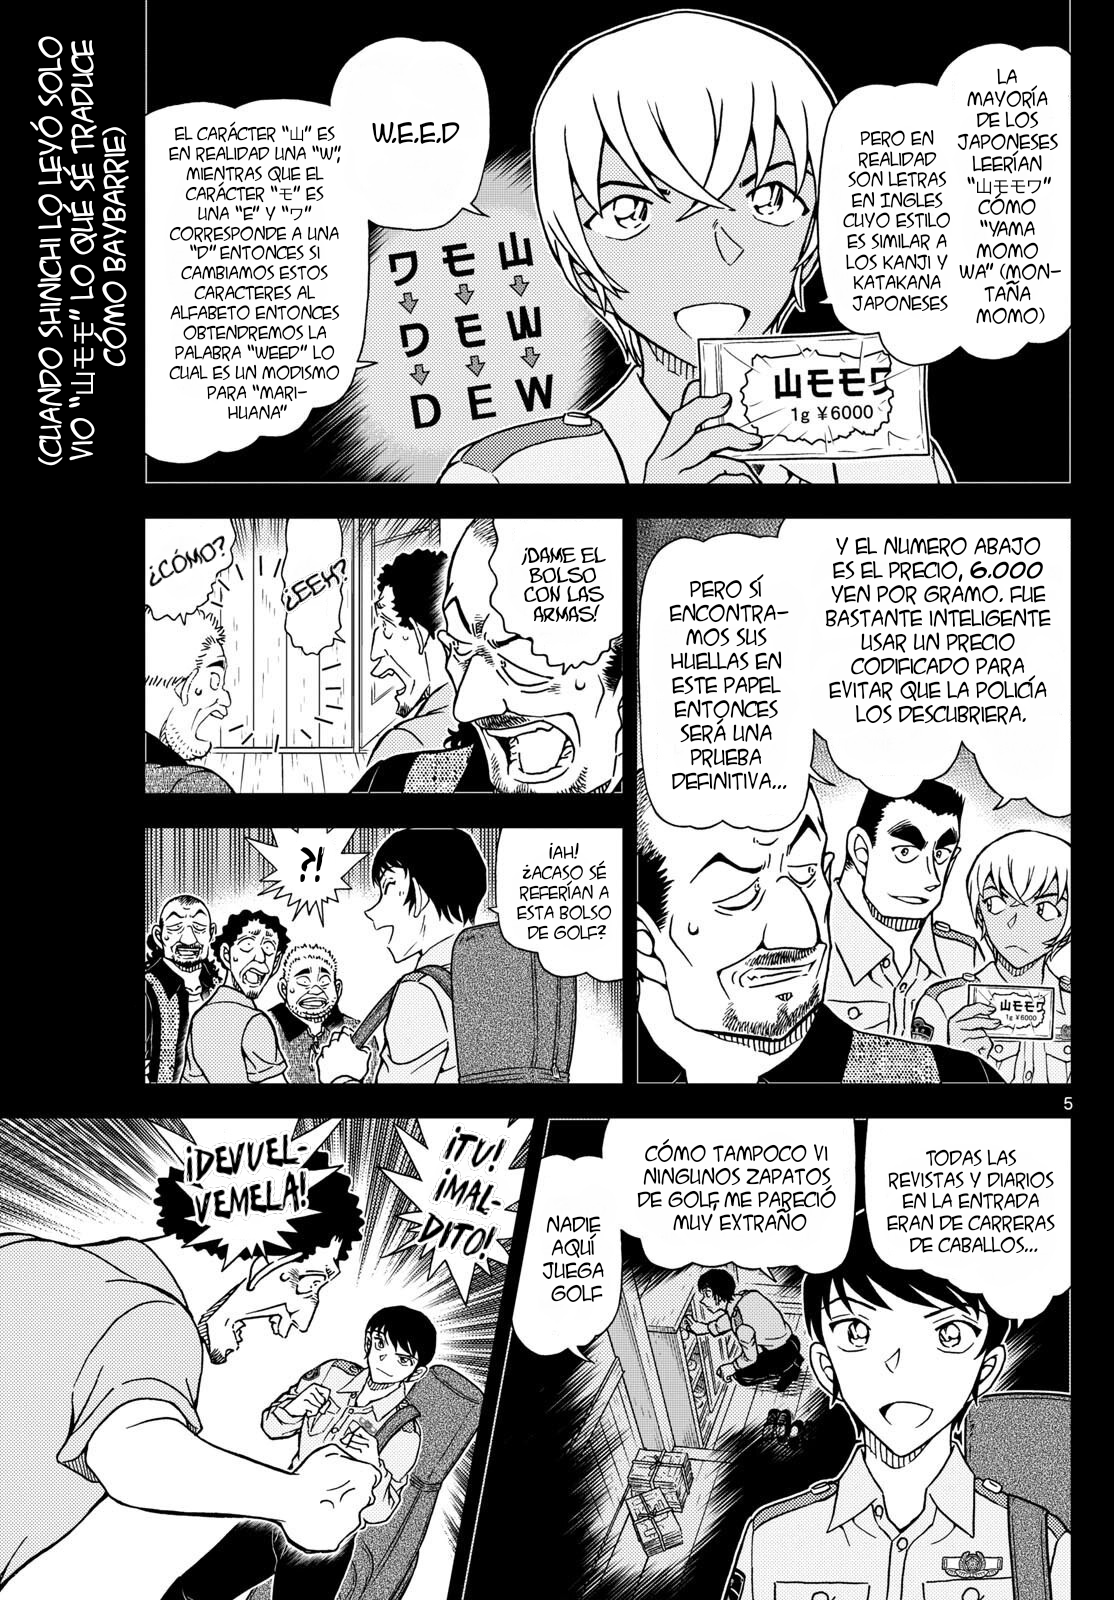 (CUANDO SHINICHI LO LEYÓ SOLO
VIO "山モモ" LO QUÉ SÉ TRADUCE
CÓMO BAYBARRIE)
LA
MAYORÍA
DE LOS
JAPONESES
LEERÍAN
"山モモワ"
CÓMO
"YAMA
MOMO
WA" (MON-
TAÑA
MOMO)
PERO EN
REALIDAD
SON LETRAS
EN INGLES
CUYO ESTILO
ES SIMILAR A
LOS KANJI Y
KATAKANA
JAPONESES
山モモワ
1g ¥6000
W.E.E.D
EL CARÁCTER "山" ES
EN REALIDAD UNA "W",
MIENTRAS QUE EL
CARÁCTER "モ" ES
UNA "E" Y "ワ"
CORRESPONDE A UNA
"D" ENTONCES SI
CAMBIAMOS ESTOS
CARACTERES AL
ALFABETO ENTONCES
OBTENDREMOS LA
PALABRA "WEED" LO
CUAL ES UN MODISMO
PARA "MARI-
HUANA"
ワモ山
DEW
DEW
Y EL NUMERO ABAJO
ES EL PRECIO, 6.000
YEN POR GRAMO. FUE
BASTANTE INTELIGENTE
USAR UN PRECIO
CODIFICADO PARA
EVITAR QUE LA POLICÍA
LOS DESCUBRIERA.
PERO SÍ
ENCONTRA-
MOS SUS
HUELLAS EN
ESTE PAPEL
ENTONCES
SERÁ UNA
PRUEBA
DEFINITIVA...
山モモワ
1g ¥6000
¡DAME EL
BOLSO
CON LAS
ARMAS!
¿EEH?
¿CÓMO?
¡AH!
¿ACASO SÉ
REFERÍAN A
ESTA BOLSO
DE GOLF?
?!
5
TODAS LAS
REVISTAS Y DIARIOS
EN LA ENTRADA
ERAN DE CARRERAS
DE CABALLOS...
CÓMO TAMPOCO VI
NINGUNOS ZAPATOS
DE GOLF, ME PARECIÓ
MUY EXTRAÑO
NADIE
AQUÍ
JUEGA
GOLF
¡TU!
¡MAL-
DITO!
¡DEVUEL-
VEMELA!